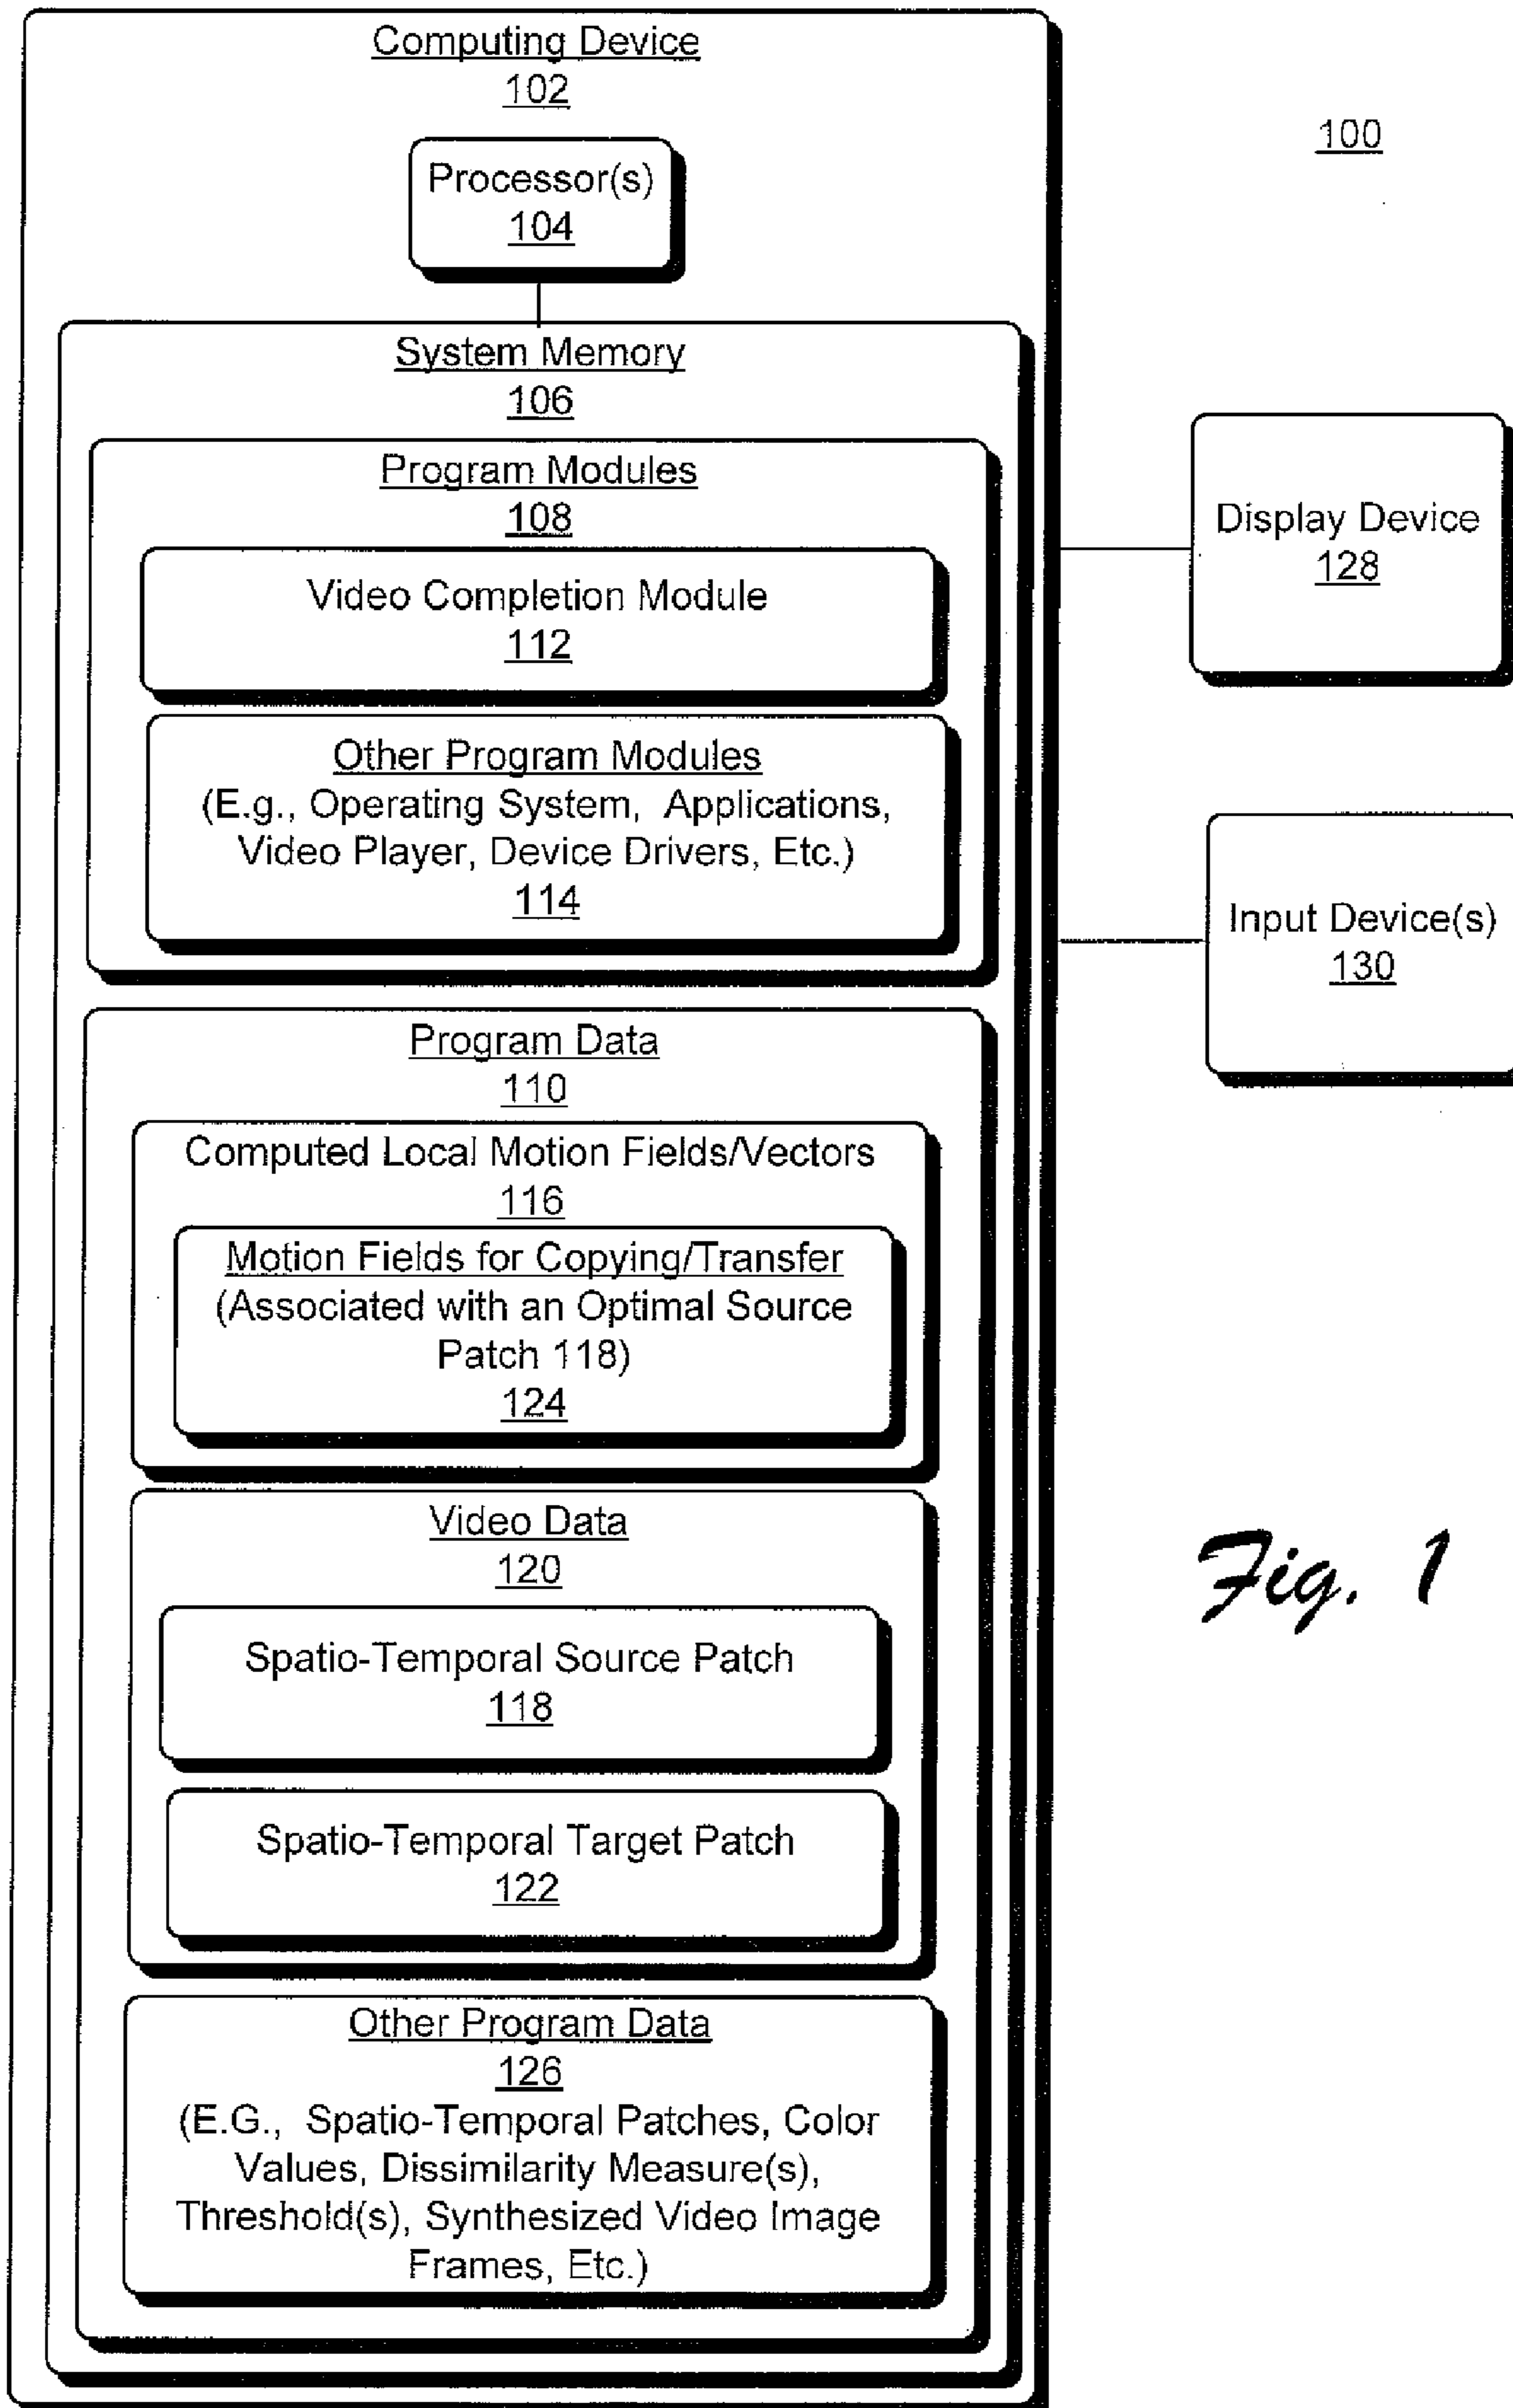 Computing Device
102
100
Processor(s)
104
System Memory
106
Program Modules
108
Video Completion Module
112
Other Program Modules
(E.g., Operating System, Applications,
Video Player, Device Drivers, Etc.)
114
Display Device
128
Input Device(s)
130
Program Data
110
Computed Local Motion Fields/Vectors
116
Motion Fields for Copying/Transfer
(Associated with an Optimal Source
Patch 118)
124
Video Data
120
Spatio-Temporal Source Patch
118
Spatio-Temporal Target Patch
122
Other Program Data
126
(E.G., Spatio-Temporal Patches, Color
Values, Dissimilarity Measure(s),
Threshold(s), Synthesized Video Image
Frames, Etc.)
Fig. 1